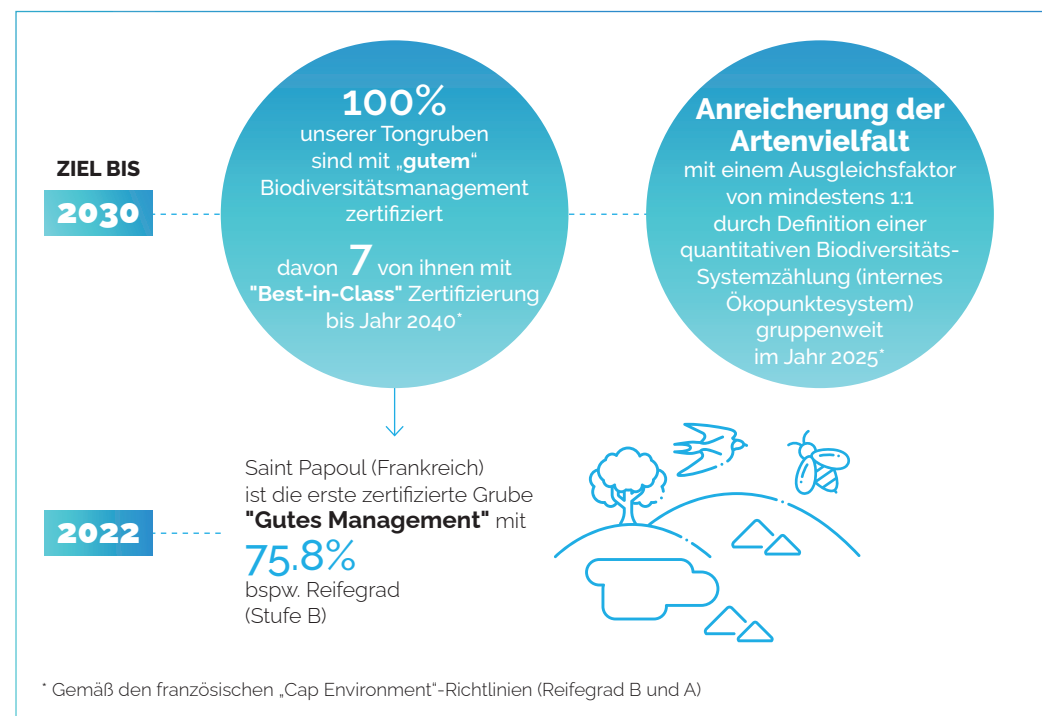 ZIEL BIS
2030
100%
unserer Tongruben
sind mit „gutem“
Biodiversitätsmanagement
zertifiziert
davon 7 von ihnen mit
"Best-in-Class" Zertifizierung
bis Jahr 2040*
Anreicherung der
Artenvielfalt
mit einem Ausgleichsfaktor
von mindestens 1:1
durch Definition einer
quantitativen Biodiversitäts-
Systemzählung (internes
Ökopunktesystem)
gruppenweit
im Jahr 2025*
2022
Saint Papoul (Frankreich)
ist die erste zertifizierte Grube
"Gutes Management" mit
75.8%
bspw. Reifegrad
(Stufe B)
* Gemäß den französischen „Cap Environment“-Richtlinien (Reifegrad B und A)